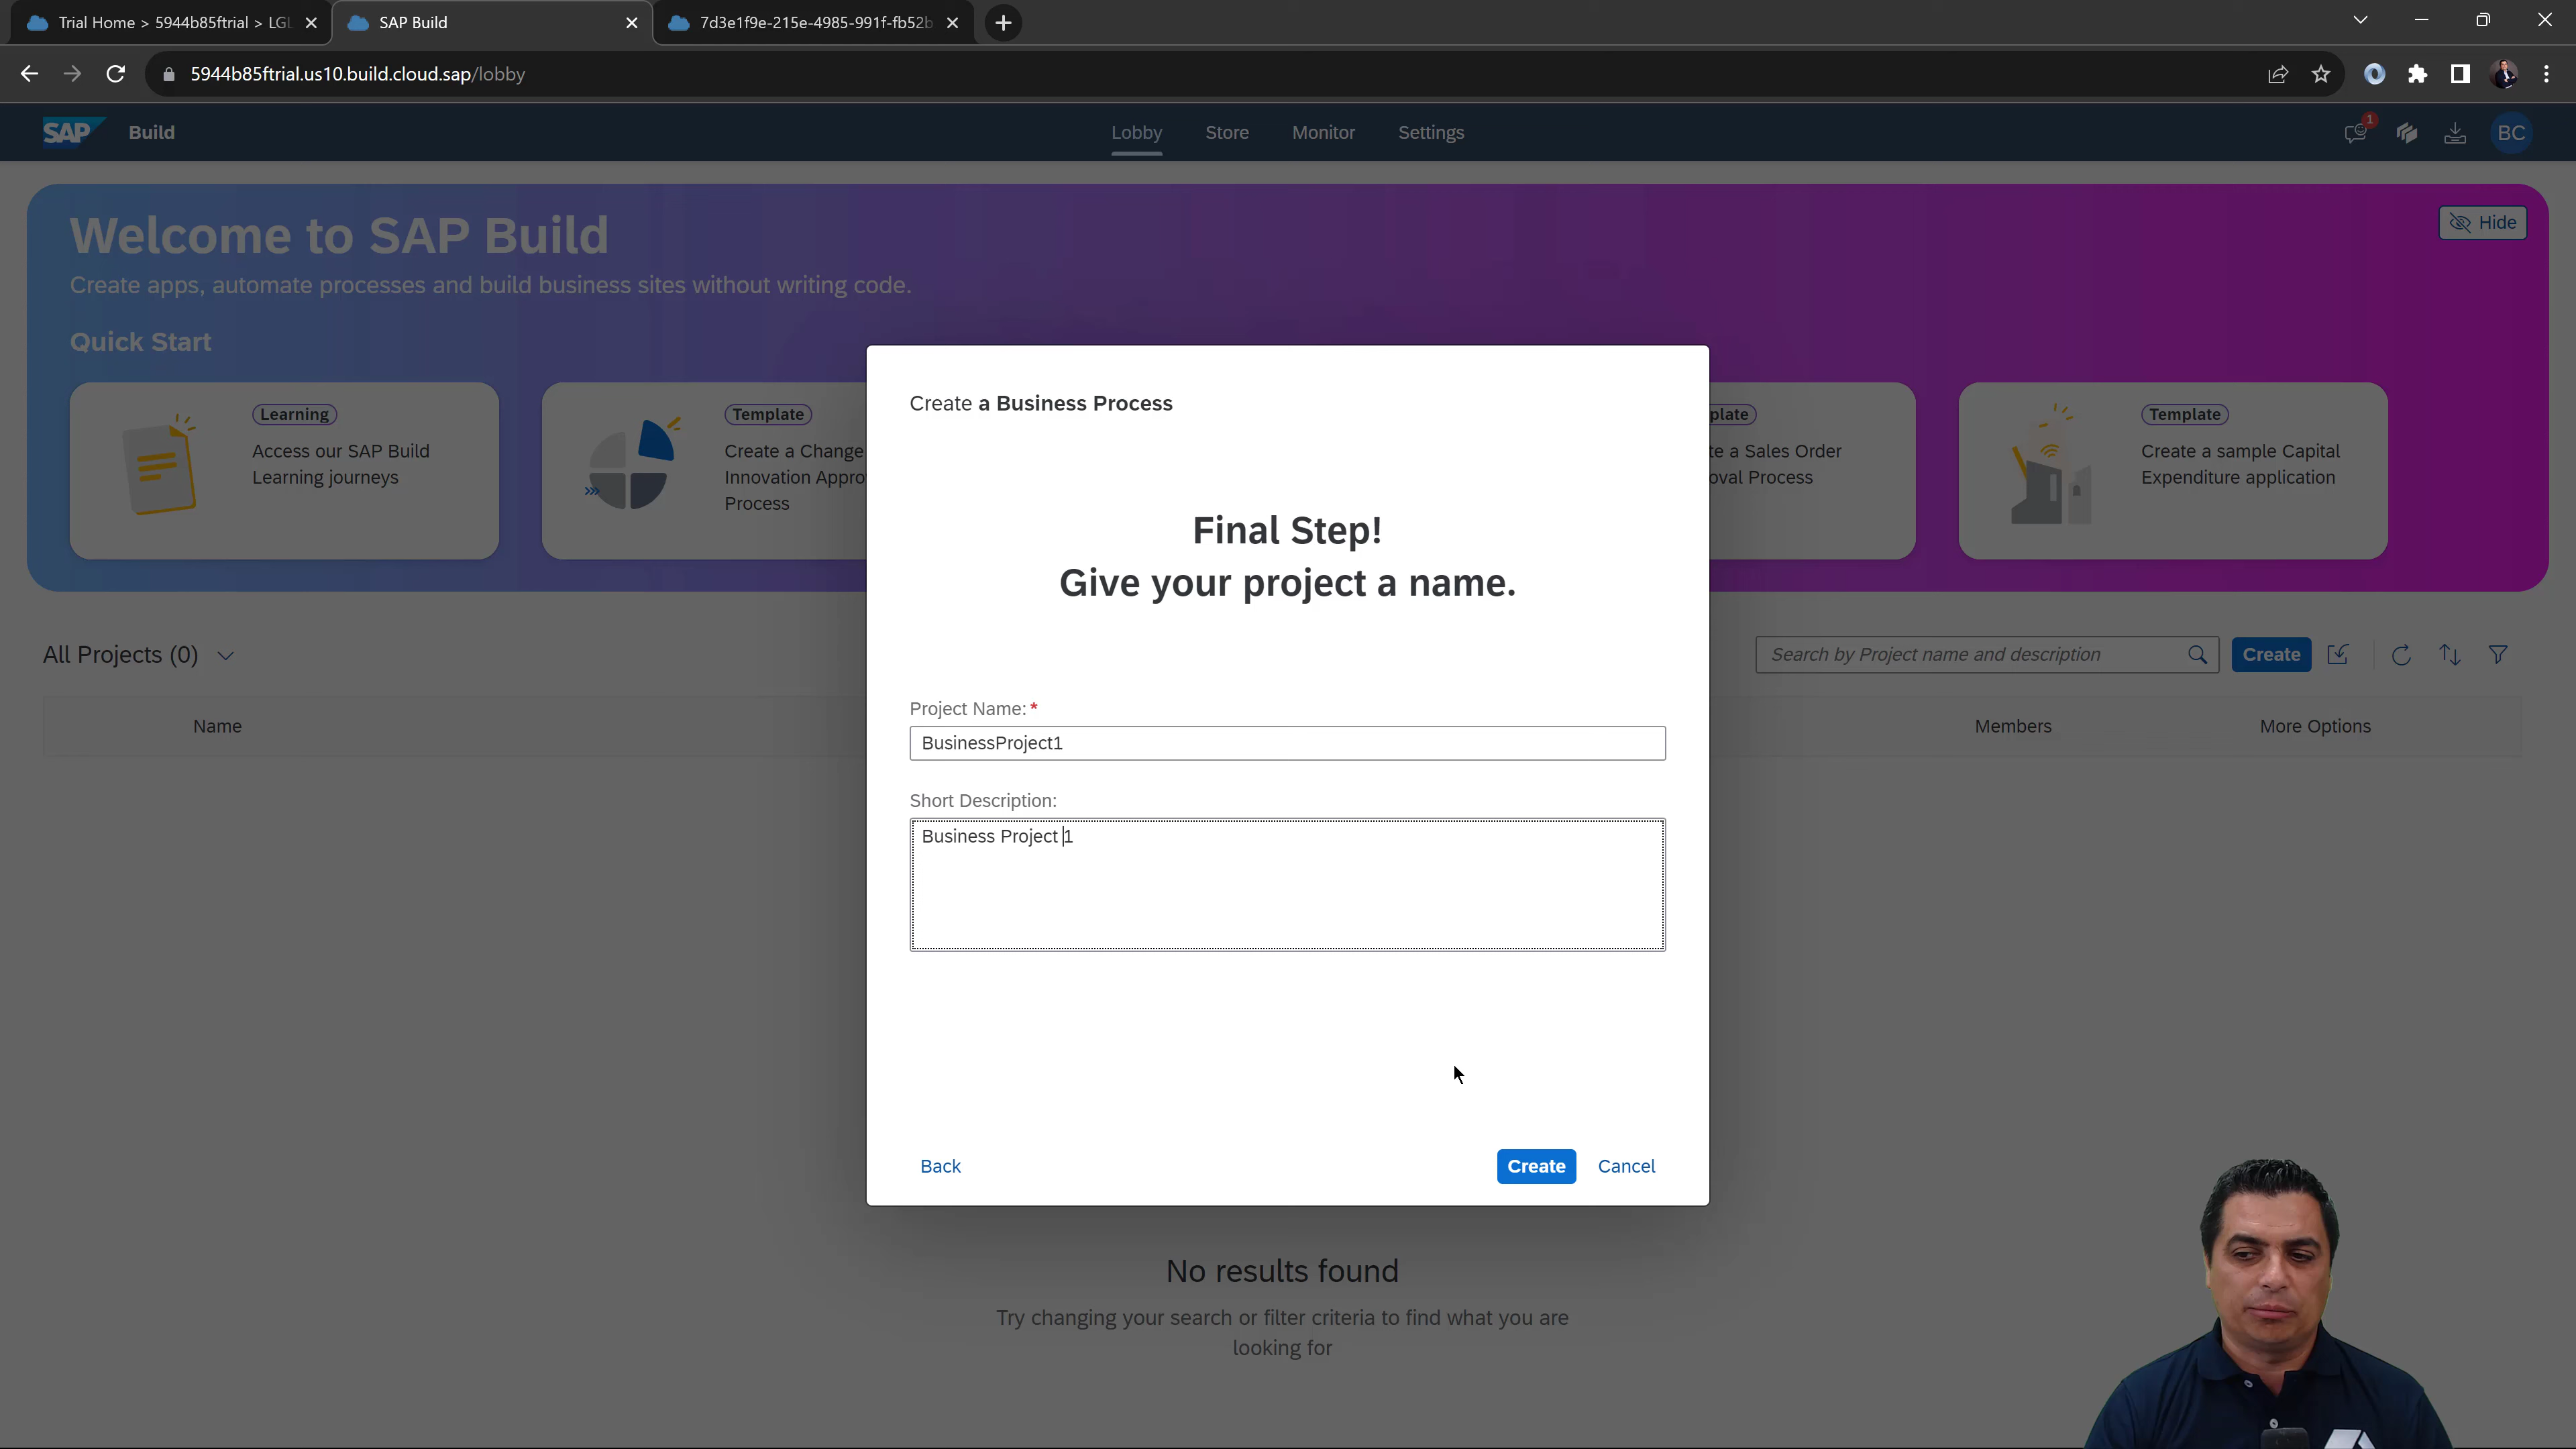 Trial Home > 5944b85ftrial > LGL
SAP Build
7d3e1f9e-215e-4985-991f-fb52b
5944b85ftrial.us10.build.cloud.sap/lobby
SAP Build
Lobby Store Monitor Settings
1
BC
Welcome to SAP Build
Hide
Create apps, automate processes and build business sites without writing code.
Quick Start
Learning
Access our SAP Build
Learning journeys
Template
Create a Change
Innovation Appro
Process
plate
te a Sales Order
oval Process
Template
Create a sample Capital
Expenditure application
Create a Business Process
Final Step!
Give your project a name.
Project Name: *
BusinessProject1
Short Description:
Business Project 1
Back
Create
Cancel
All Projects (0)
Search by Project name and description
Create
Name
Members
More Options
No results found
Try changing your search or filter criteria to find what you are
looking for